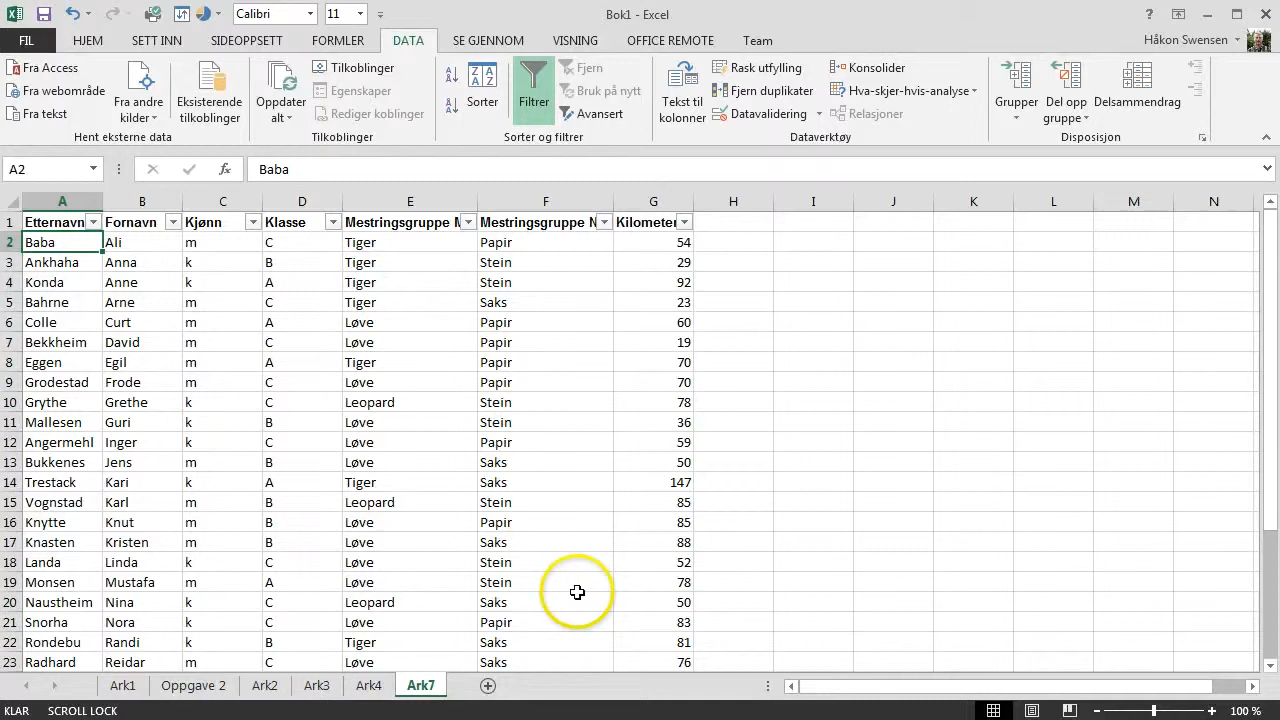 Calibri 11 Bok1 - Excel ?
FIL HJEM SETT INN SIDEOPPSETT FORMLER DATA SE GJENNOM VISNING OFFICE REMOTE Team Håkon Swensen
Fra Access
Fra webområde
Fra tekst
Fra andre kilder
Eksisterende tilkoblinger
Hent eksterne data
Oppdater alt
Tilkoblinger
Egenskaper
Rediger koblinger
Tilkoblinger
Sorter
Filtrer
Fjern
Bruk på nytt
Avansert
Sorter og filtrer
Tekst til kolonner
Rask utfylling
Fjern duplikater
Datavalidering
Konsolider
Hva-skjer-hvis-analyse
Relasjoner
Dataverktøy
Grupper
Del opp gruppe
Delsammendrag
Disposisjon
A2 fx Baba
A B C D E F G H I J K L M N
1 Etternavn Fornavn Kjønn Klasse Mestringsgruppe M Mestringsgruppe N Kilometer
2 Baba Ali m C Tiger Papir 54
3 Ankhaha Anna k B Tiger Stein 29
4 Konda Anne k A Tiger Stein 92
5 Bahrne Arne m C Tiger Saks 23
6 Colle Curt m A Løve Papir 60
7 Bekkheim David m C Løve Papir 19
8 Eggen Egil m A Tiger Papir 70
9 Grodestad Frode m C Løve Papir 70
10 Grythe Grethe k C Leopard Stein 78
11 Mallesen Guri k B Løve Stein 36
12 Angermehl Inger k C Løve Papir 59
13 Bukkenes Jens m B Løve Saks 50
14 Trestack Kari k A Tiger Saks 147
15 Vognstad Karl m B Leopard Stein 85
16 Knytte Knut m B Løve Papir 85
17 Knasten Kristen m B Løve Saks 88
18 Landa Linda k C Løve Stein 52
19 Monsen Mustafa m A Løve Stein 78
20 Naustheim Nina k C Leopard Saks 50
21 Snorha Nora k C Løve Papir 83
22 Rondebu Randi k B Tiger Saks 81
23 Radhard Reidar m C Løve Saks 76
Ark1 Oppgave 2 Ark2 Ark3 Ark4 Ark7
KLAR SCROLL LOCK 100 %